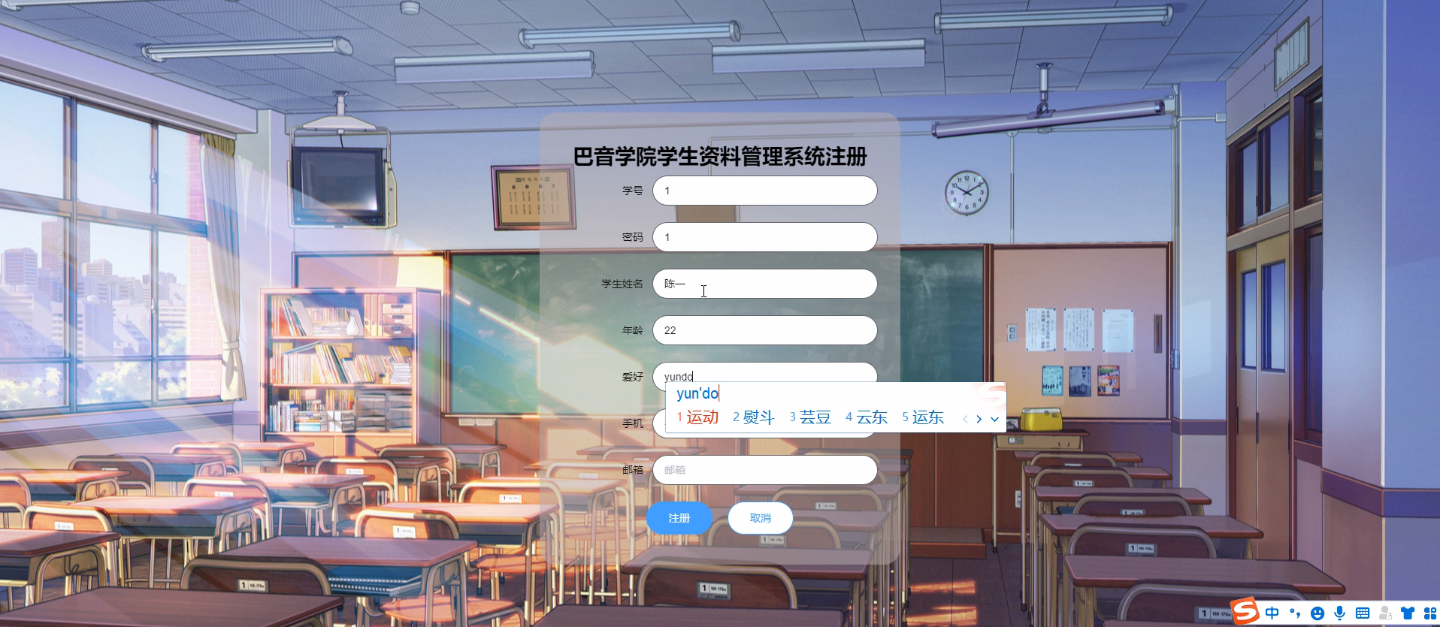 巴音学院学生资料管理系统注册
学号 1
密码 1
学生姓名 陈一
年龄 22
爱好 yundo
yun'do
1 运动 2 熨斗 3 芸豆 4 云东 5 运东
手机
邮箱 邮箱
注册 取消
中